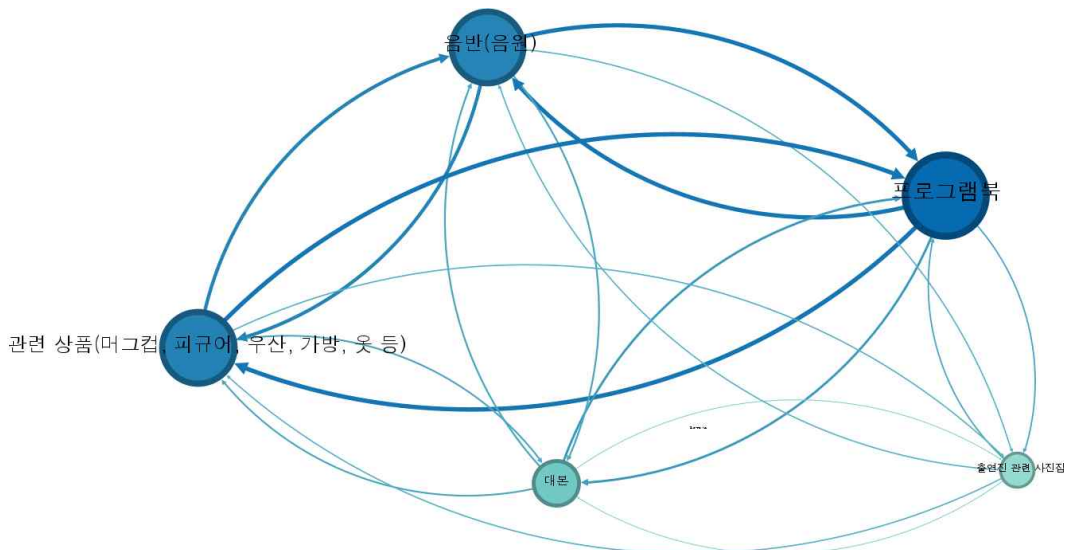 음반(음원)
프로그램북
관련 상품(머그컵, 피규어, 우산, 가방, 옷 등)
출연진 관련 사진집
대본